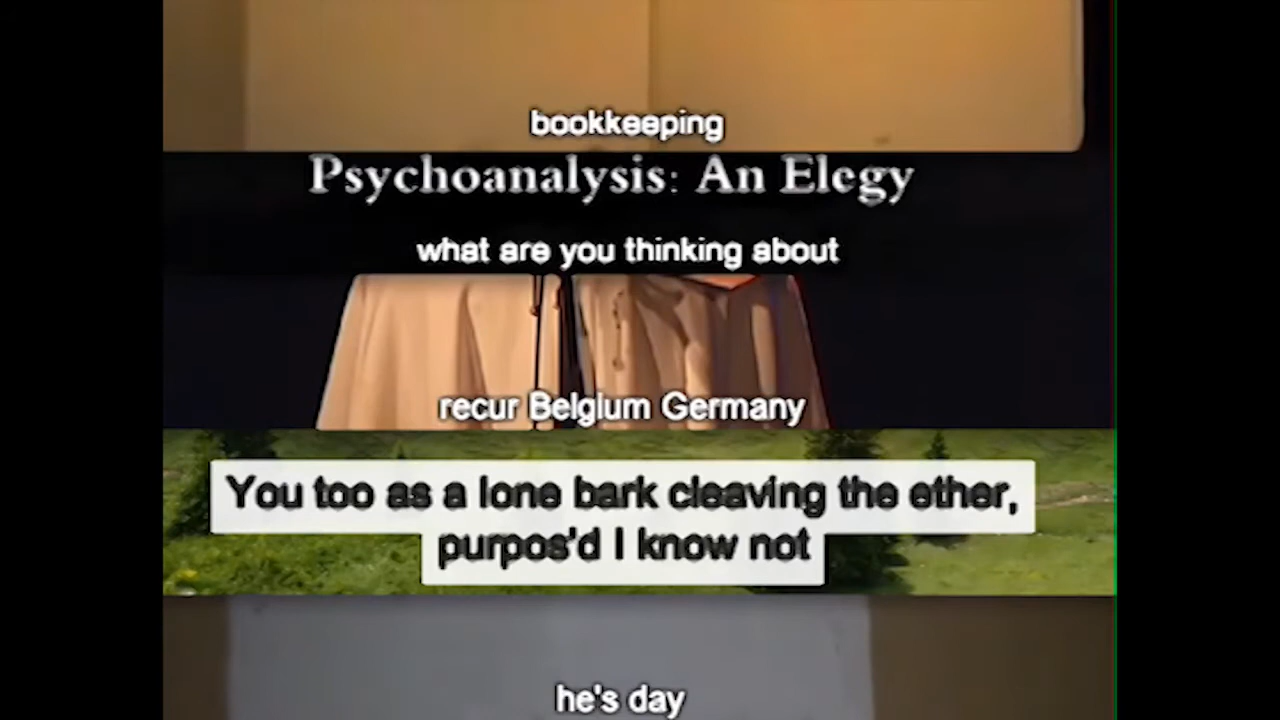 bookkeeping
Psychoanalysis: An Elegy
what are you thinking about
recur Belgium Germany
You too as a lone bark cleaving the ether,
purpos'd I know not
he's day